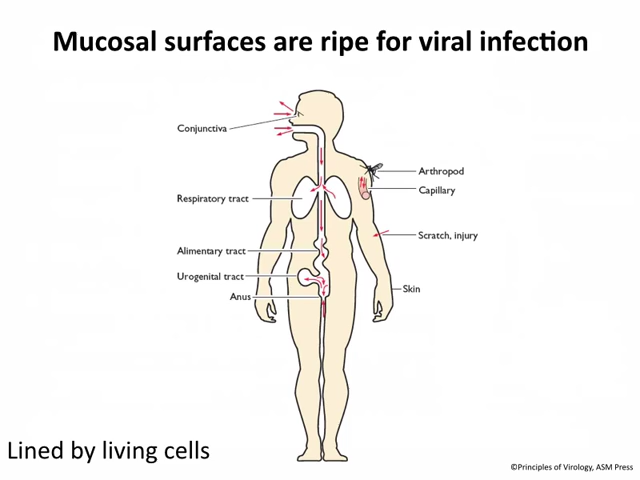 Mucosal surfaces are ripe for viral infection
Conjunctiva
Arthropod
Capillary
Respiratory tract
Scratch, injury
Alimentary tract
Urogenital tract
Skin
Anus
Lined by living cells
©Principles of Virology, ASM Press